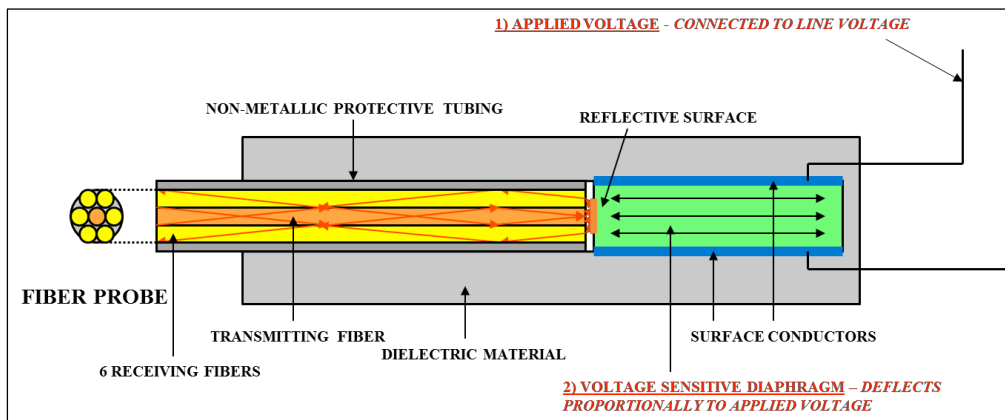 1) APPLIED VOLTAGE - CONNECTED TO LINE VOLTAGE
NON-METALLIC PROTECTIVE TUBING
REFLECTIVE SURFACE
FIBER PROBE
TRANSMITTING FIBER
SURFACE CONDUCTORS
DIELECTRIC MATERIAL
6 RECEIVING FIBERS
2) VOLTAGE SENSITIVE DIAPHRAGM – DEFLECTS
PROPORTIONALLY TO APPLIED VOLTAGE